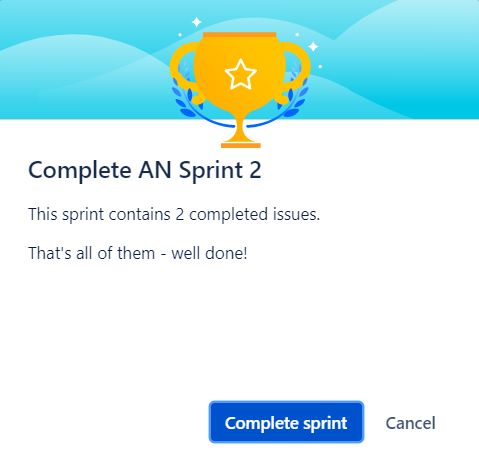 Complete AN Sprint 2
This sprint contains 2 completed issues.
That's all of them - well done!
Complete sprint
Cancel